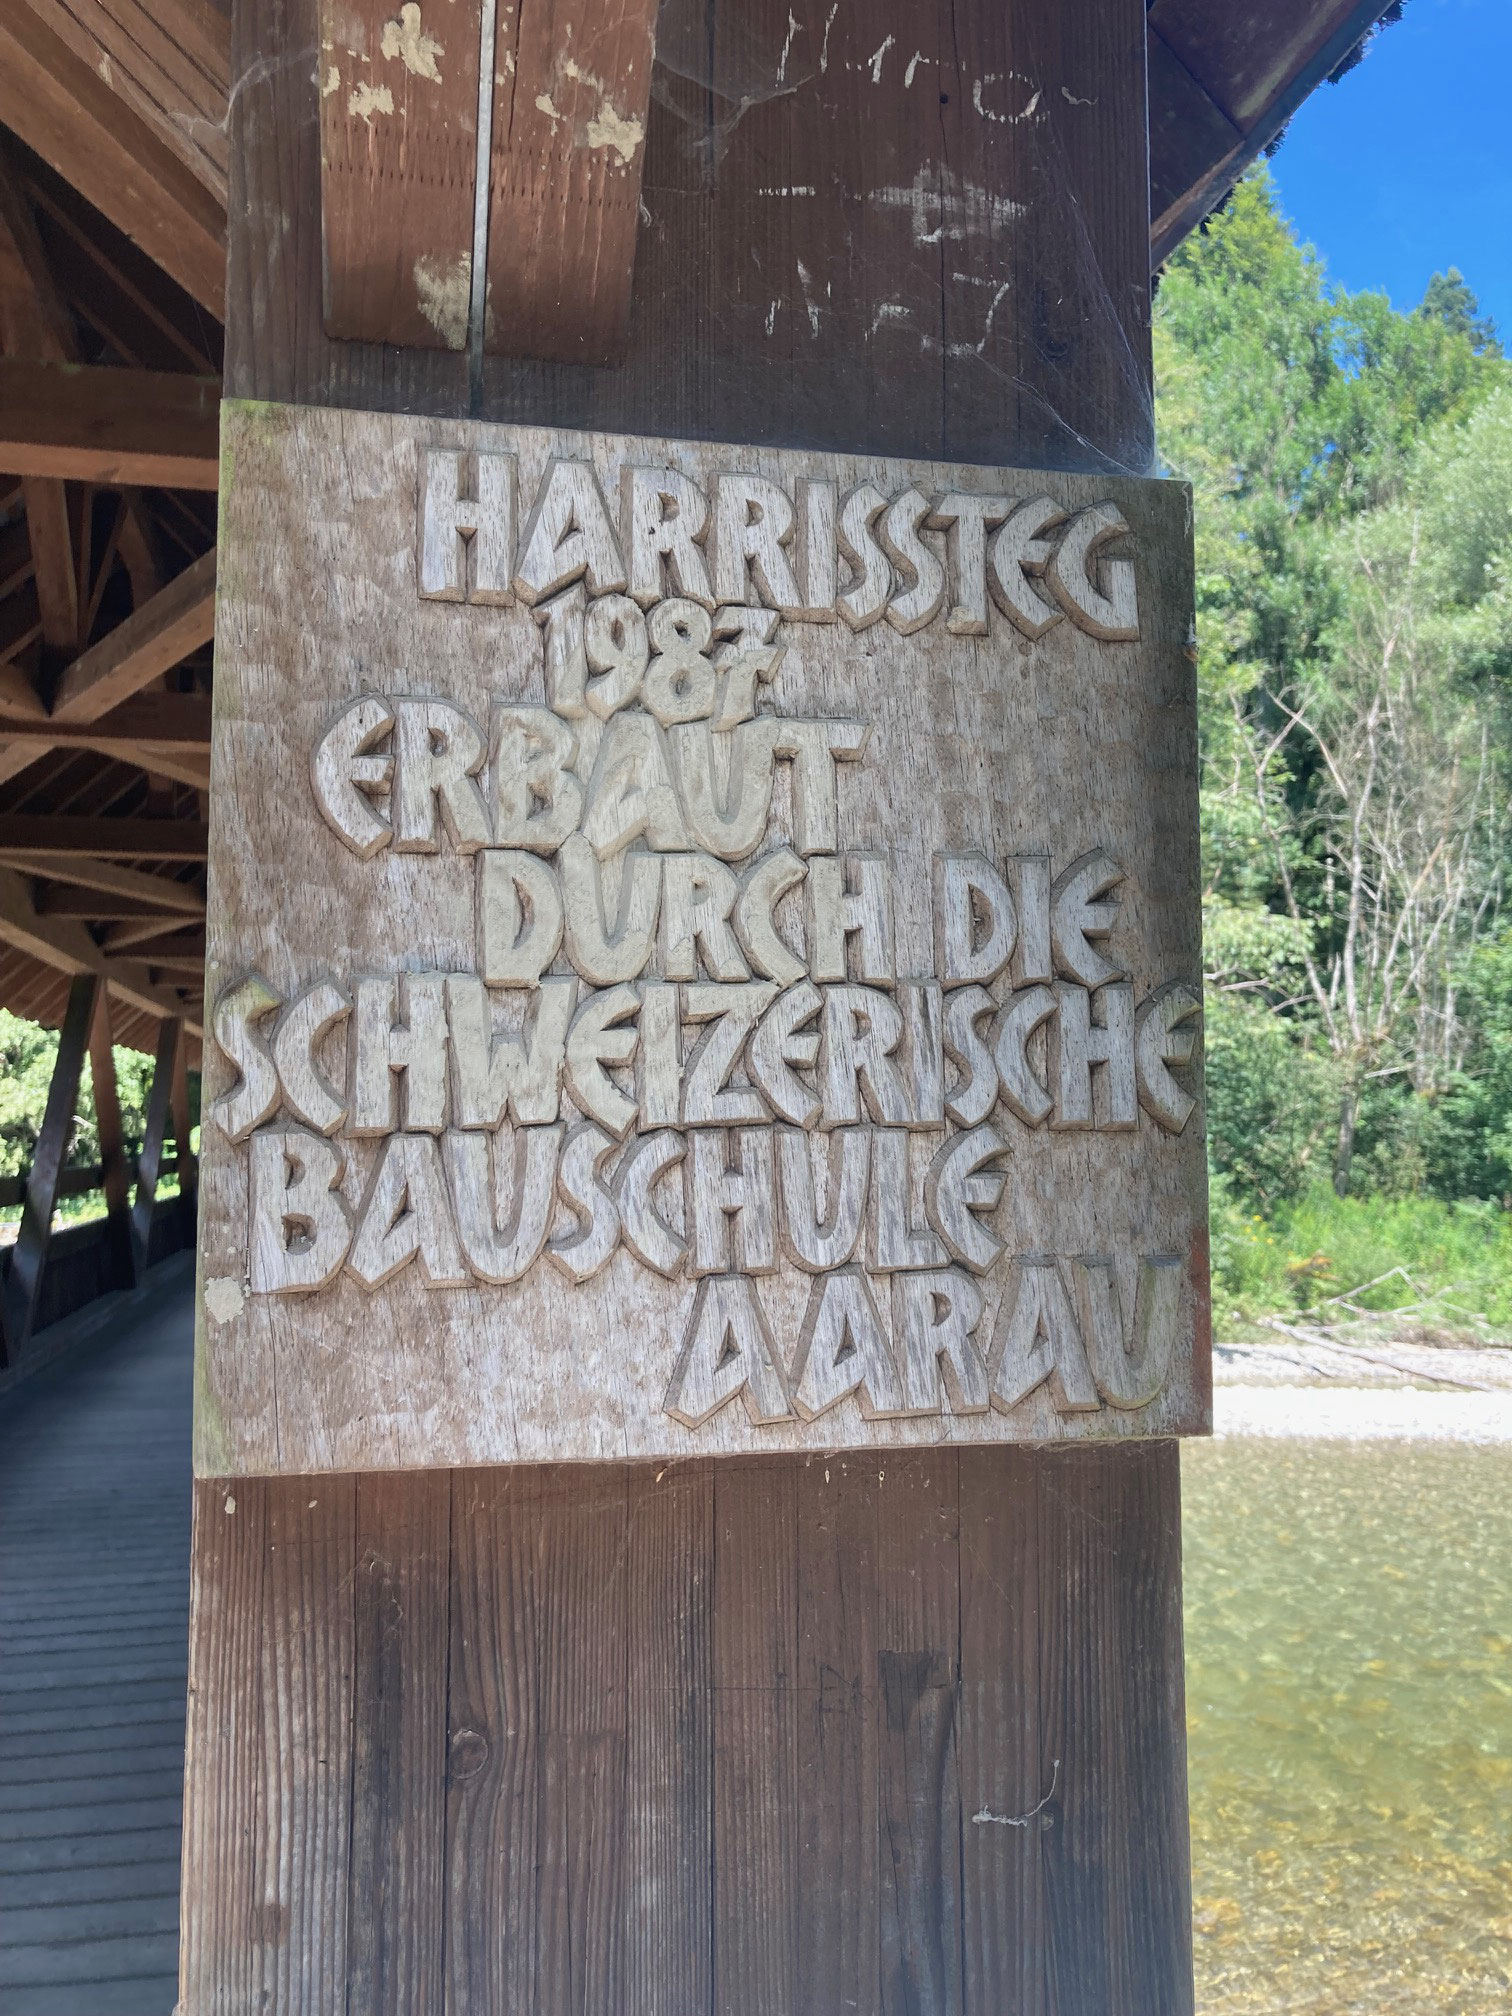 HARRISSTEG
1987
ERBAUT
DURCH DIE
SCHWEIZERISCHE
BAUSCHULE
AARAU